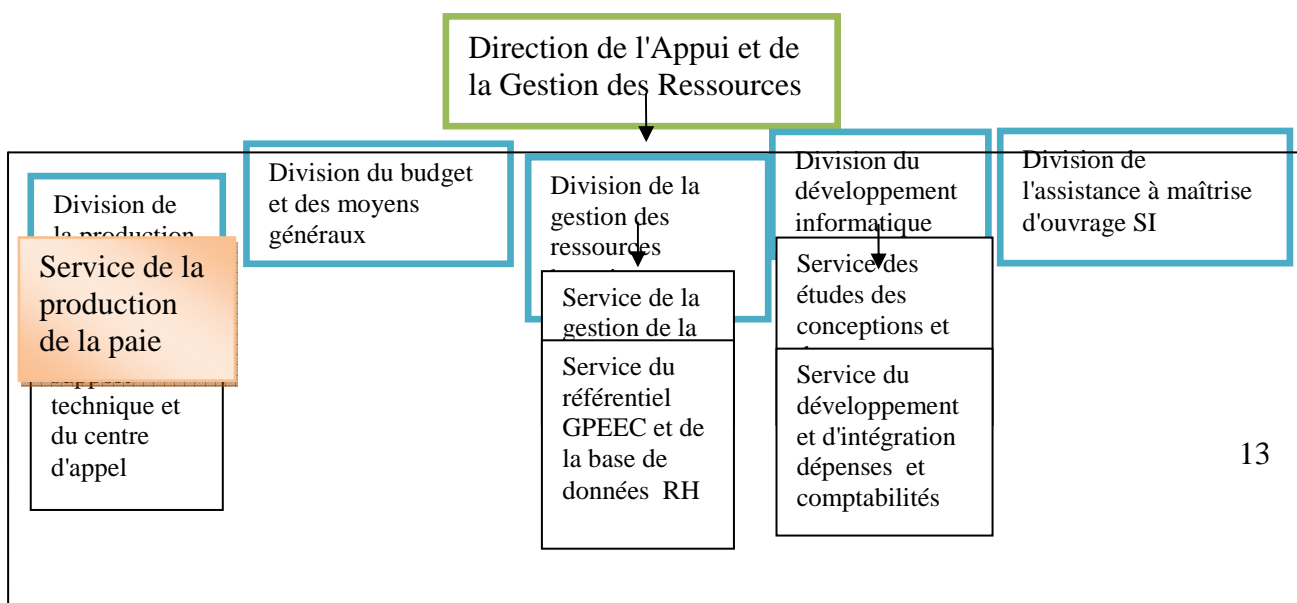 Direction de l'Appui et de
la Gestion des Ressources
Division de
la production
Service de la
production
de la paie
technique et
du centre
d'appel
Division du budget
et des moyens
généraux
Division de la
gestion des
ressources
Service de la
gestion de la
Service du
référentiel
GPEEC et de
la base de
données RH
Division du
développement
informatique
Service des
études des
conceptions et
Service du
développement
et d'intégration
dépenses et
comptabilités
Division de
l'assistance à maîtrise
d'ouvrage SI
13